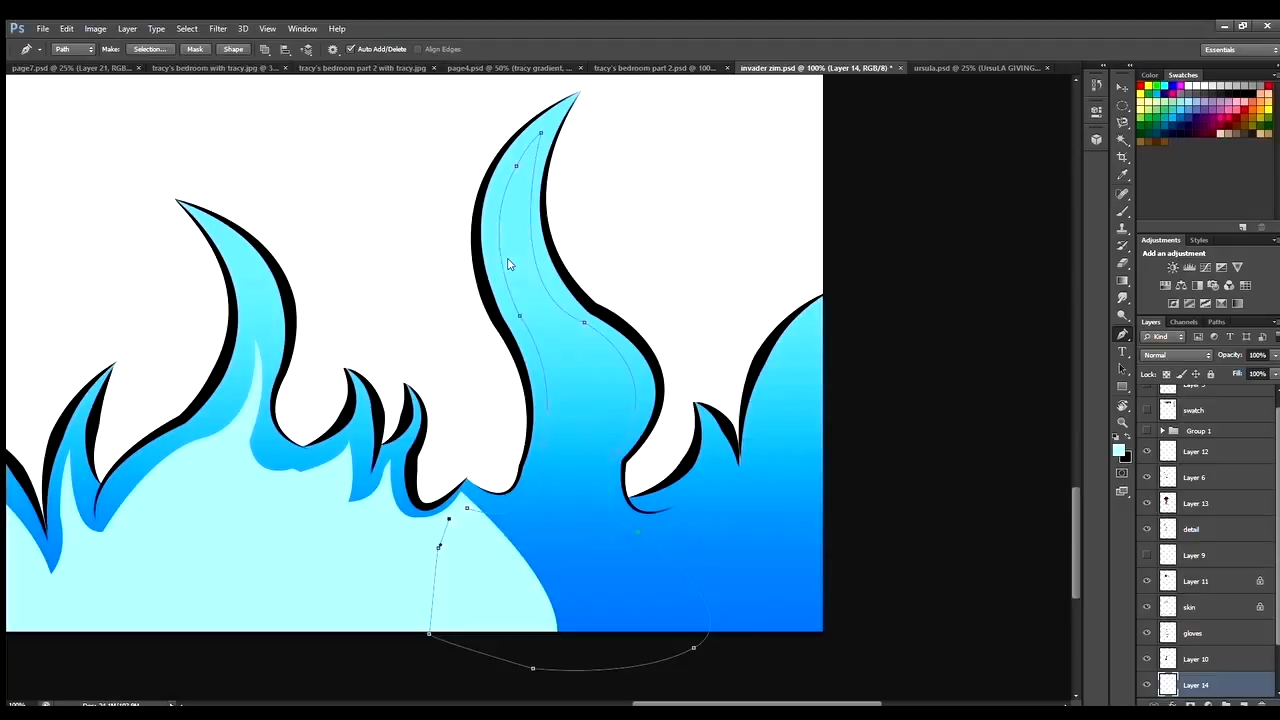 Ps File Edit Image Layer Type Select Filter 3D View Window Help
Path Make: Selection... Mask Shape Auto Add/Delete Align Edges Essentials
page7.psd @ 25% (Layer 21, RGB... × tracy's bedroom with tracy.jpg @ 3... × tracy's bedroom part 2 with tracy.jpg × page4.psd @ 50% (tracy gradient, ... × tracy's bedroom part 2.psd @ 100... × invader zim.psd @ 100% (Layer 14, RGB/8) * × ursula.psd @ 25% (UrsuLA GIVING... ×
Color Swatches
Adjustments Styles
Add an adjustment
Layers Channels Paths
Kind
Normal Opacity: 100%
Lock: Fill: 100%
swatch
Group 1
Layer 12
Layer 6
Layer 13
detail
Layer 9
Layer 11
skin
gloves
Layer 10
Layer 14